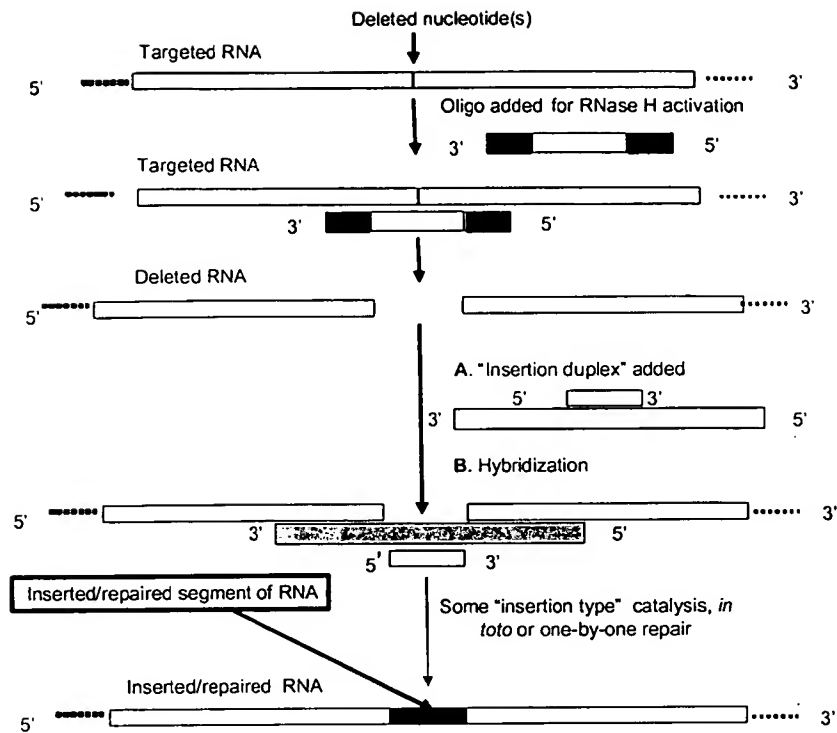 Deleted nucleotide(s)
Targeted RNA
5'
3'
Oligo added for RNase H activation
3'
5'
Targeted RNA
5'
3'
3'
5'
Deleted RNA
5'
3'
A. "Insertion duplex" added
5'
3'
3'
5'
B. Hybridization
5'
3'
3'
5'
5'
3'
Inserted/repaired segment of RNA
Some "insertion type" catalysis, in
toto or one-by-one repair
Inserted/repaired RNA
5'
3'